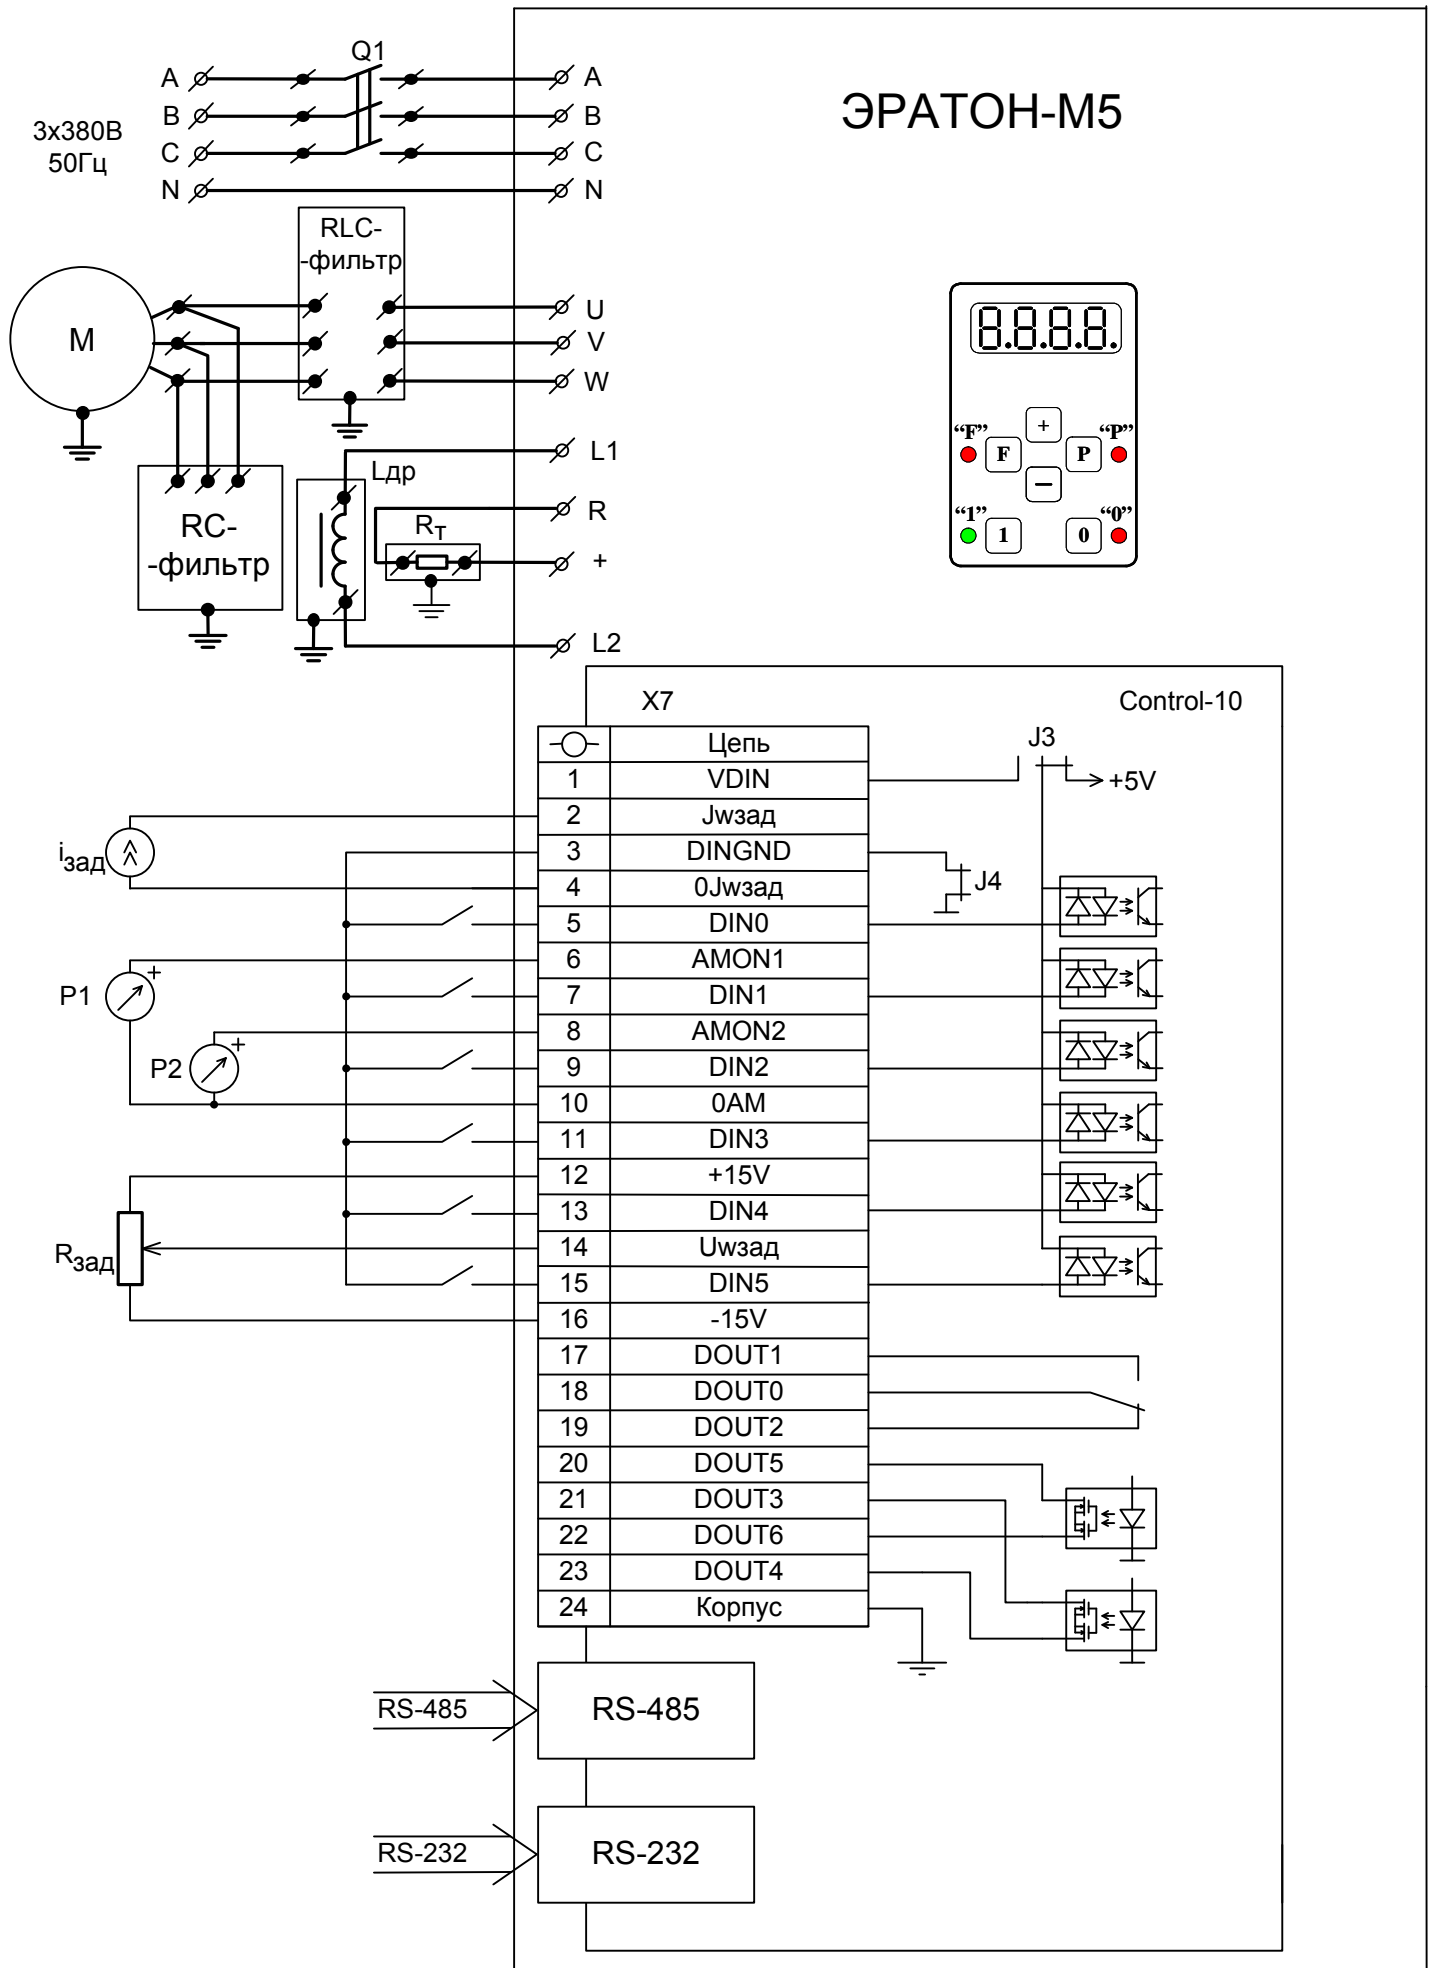 Q1
A
A
B
B
C
C
N
N
3x380В
50Гц
ЭРАТОН-М5
RLC-
-фильтр
M
U
V
W
L1
Lдр
R
Rт
+
L2
RC-
-фильтр
8.8.8.8.
+
“F”
F
P
“P”
–
“1”
1
0
“0”
X7
Control-10
Цепь
1 VDIN
2 Jwзад
3 DINGND
4 0Jwзад
5 DIN0
6 AMON1
7 DIN1
8 AMON2
9 DIN2
10 0AM
11 DIN3
12 +15V
13 DIN4
14 Uwзад
15 DIN5
16 -15V
17 DOUT1
18 DOUT0
19 DOUT2
20 DOUT5
21 DOUT3
22 DOUT6
23 DOUT4
24 Корпус
J3
+5V
J4
iзад
P1
+
P2
+
Rзад
RS-485
RS-485
RS-232
RS-232